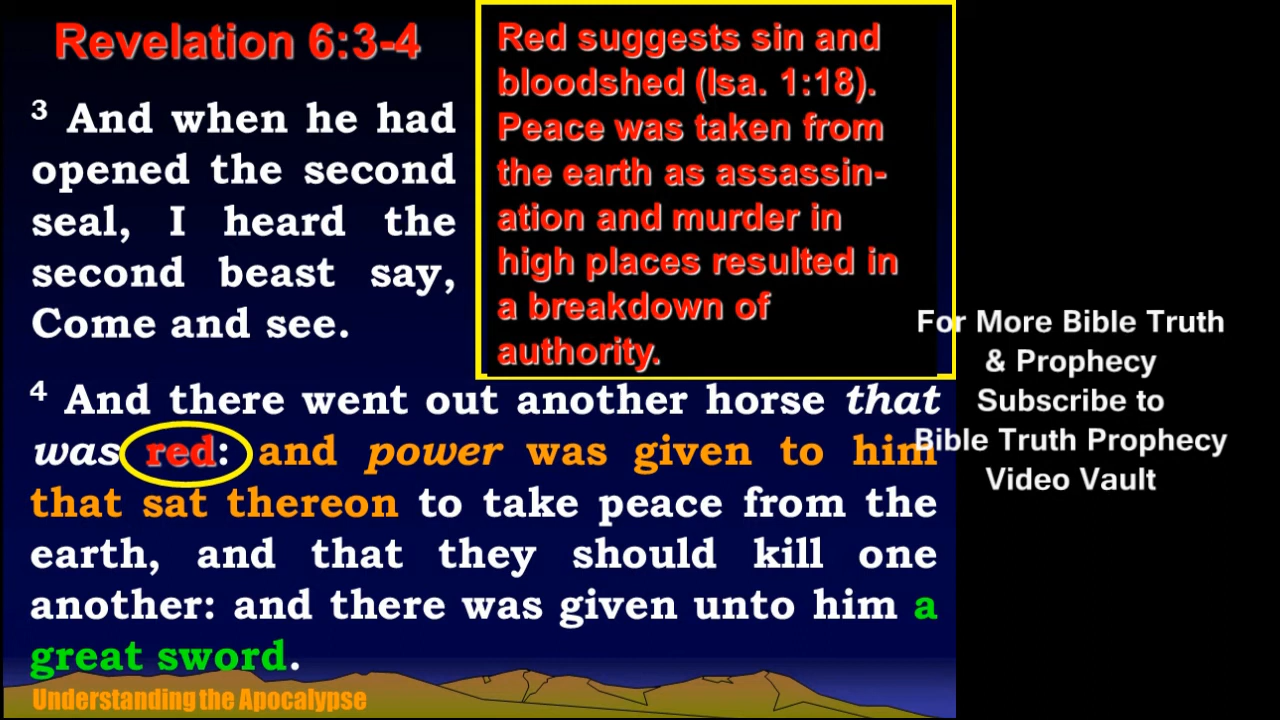 Revelation 6:3-4
3 And when he had
opened the second
seal, I heard the
second beast say,
Come and see.
Red suggests sin and
bloodshed (Isa. 1:18).
Peace was taken from
the earth as assassin-
ation and murder in
high places resulted in
a breakdown of
authority.
4 And there went out another horse that
was red: and power was given to him
that sat thereon to take peace from the
earth, and that they should kill one
another: and there was given unto him a
great sword.
Understanding the Apocalypse
For More Bible Truth
& Prophecy
Subscribe to
Bible Truth Prophecy
Video Vault